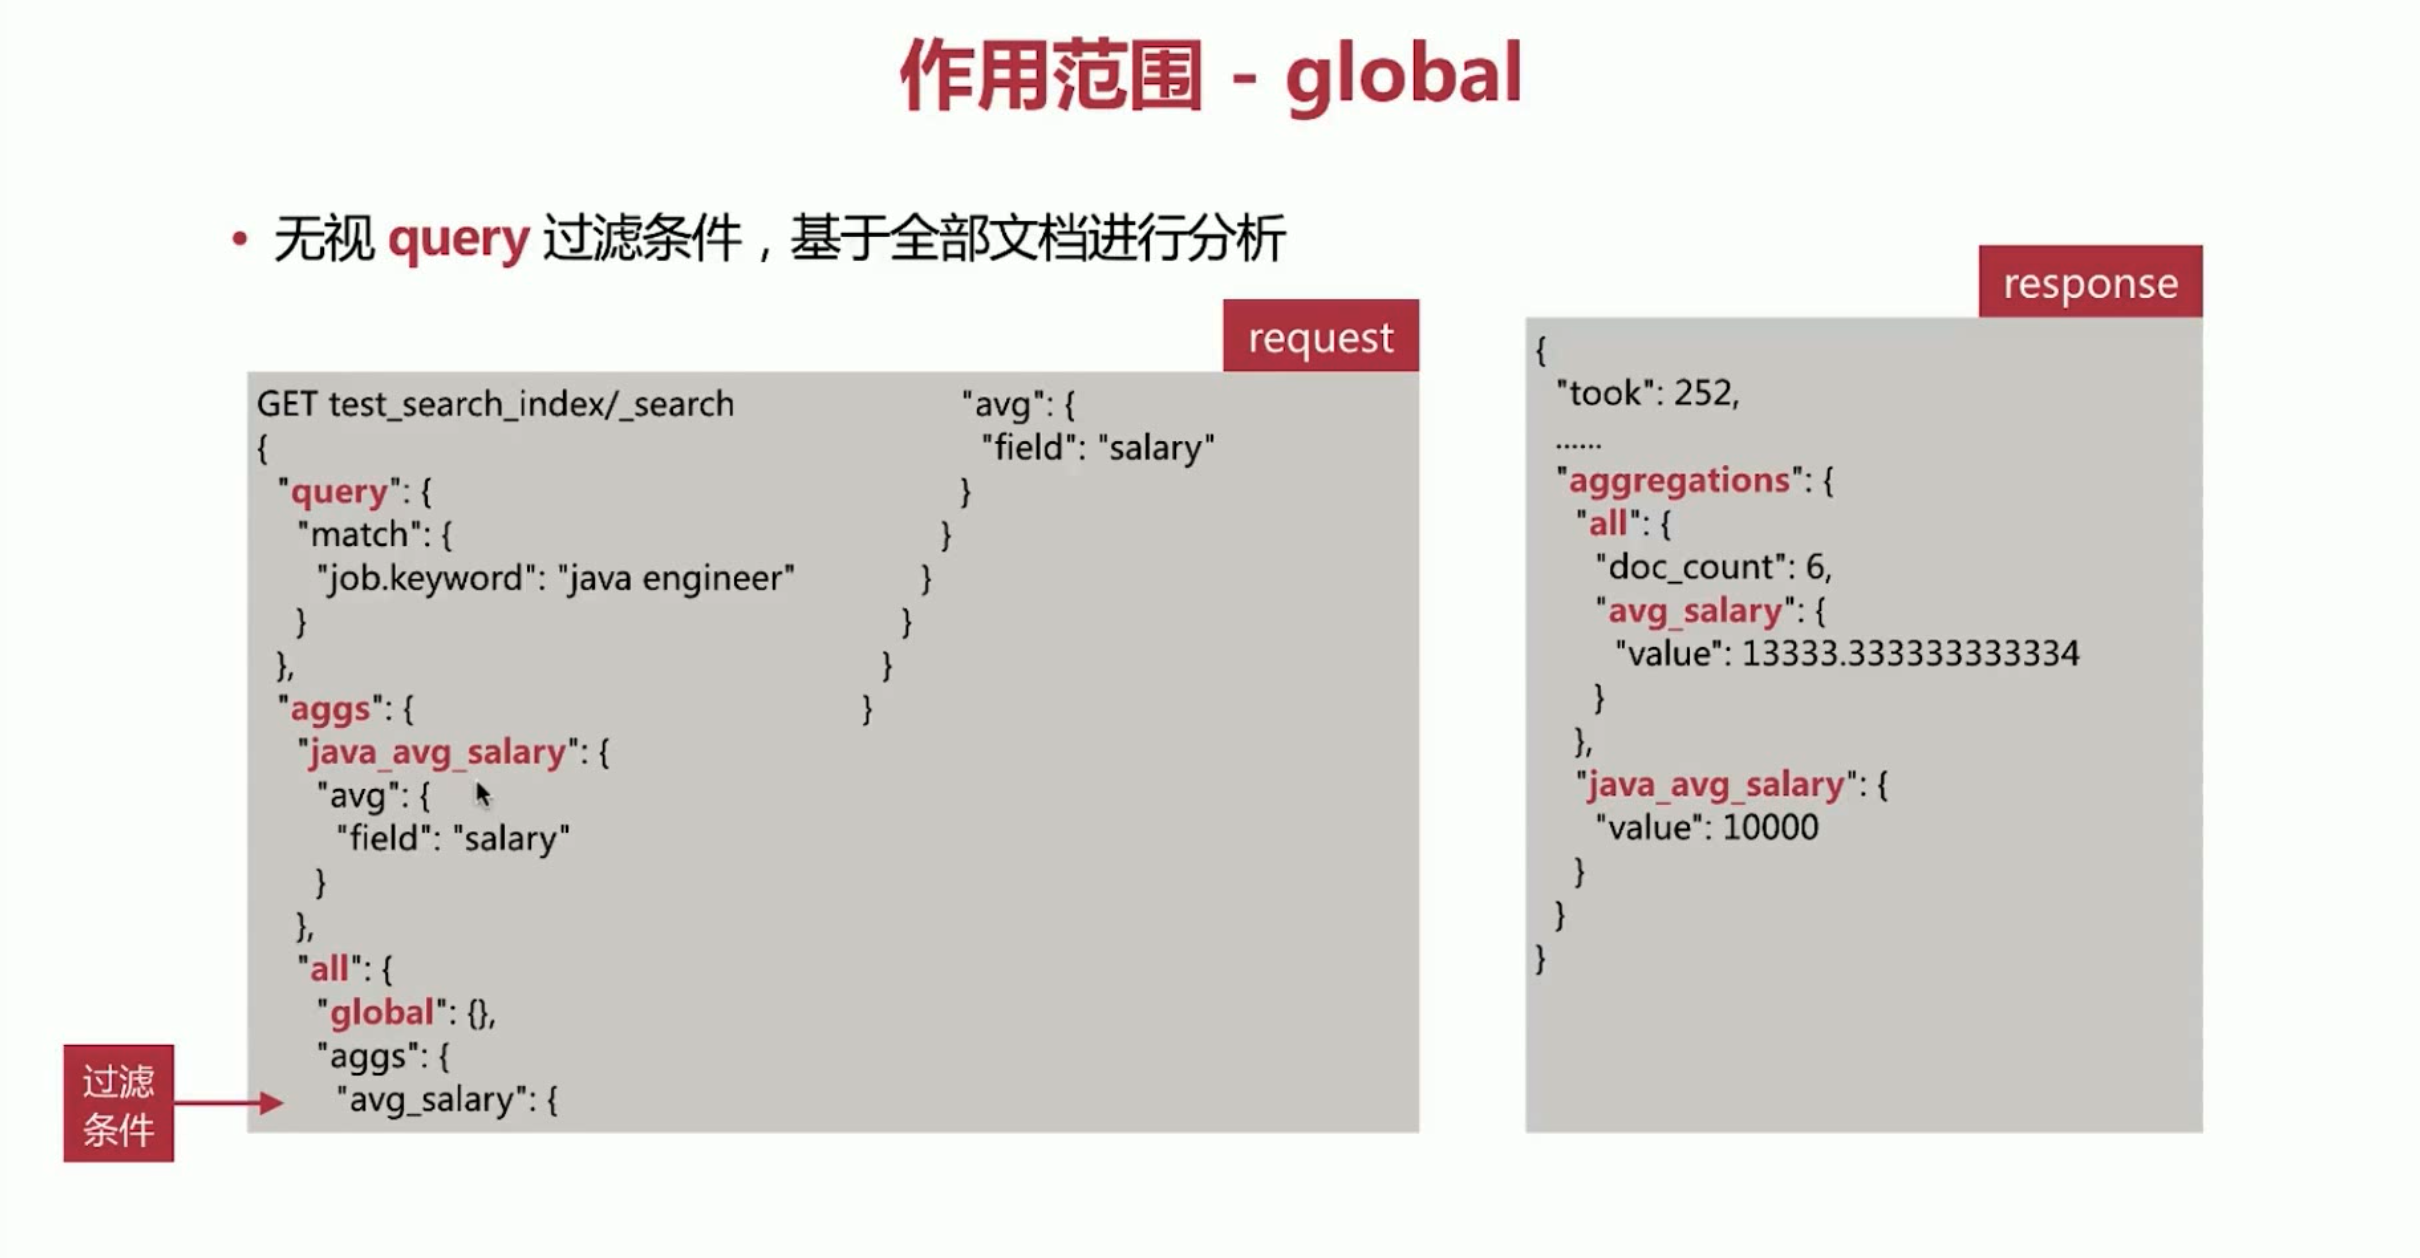 作用范围 - global
• 无视 query 过滤条件，基于全部文档进行分析
request
GET test_search_index/_search
{
"query": {
"match": {
"job.keyword": "java engineer"
}
},
"aggs": {
"java_avg_salary": {
"avg": {
"field": "salary"
}
},
"all": {
"global": {},
"aggs": {
"avg_salary": {
"avg": {
"field": "salary"
}
}
}
}
}
}
过滤
条件
response
{
"took": 252,
......
"aggregations": {
"all": {
"doc_count": 6,
"avg_salary": {
"value": 13333.333333333334
}
},
"java_avg_salary": {
"value": 10000
}
}
}